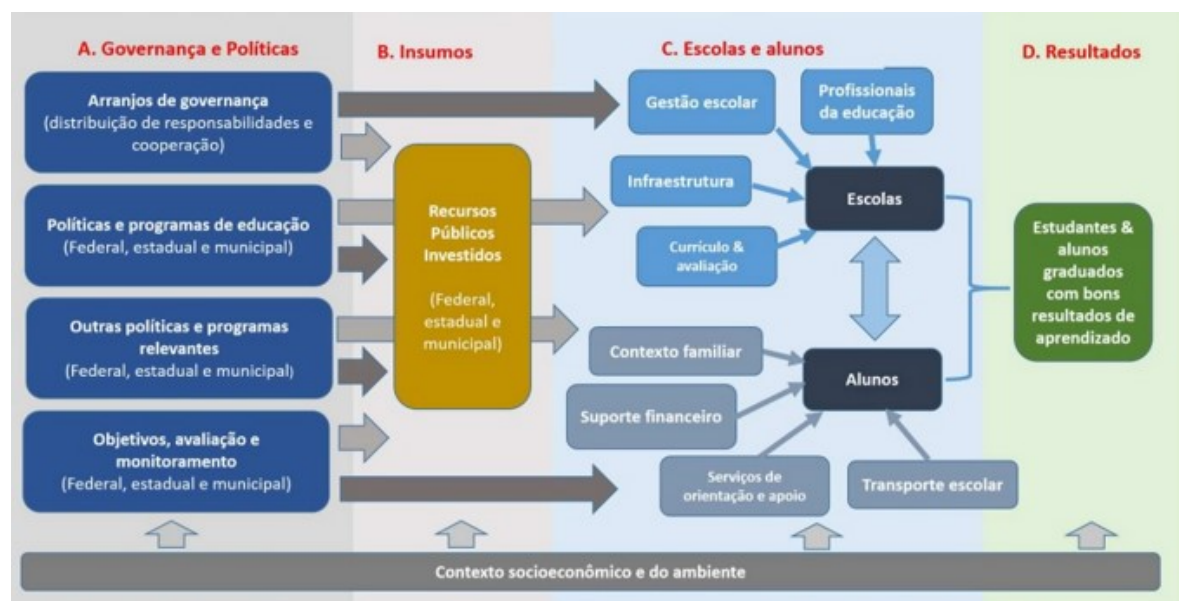 A. Governança e Políticas
Arranjos de governança
(distribuição de responsabilidades e
cooperação)
Políticas e programas de educação
(Federal, estadual e municipal)
Outras políticas e programas
relevantes
(Federal, estadual e municipal)
Objetivos, avaliação e
monitoramento
(Federal, estadual e municipal)
B. Insumos
Recursos
Públicos
Investidos
(Federal,
estadual e
municipal)
C. Escolas e alunos
Gestão escolar
Profissionais
da educação
Infraestrutura
Escolas
Currículo &
avaliação
Contexto familiar
Alunos
Suporte financeiro
Serviços de
orientação e apoio
Transporte escolar
D. Resultados
Estudantes &
alunos
graduados
com bons
resultados de
aprendizado
Contexto socioeconômico e do ambiente